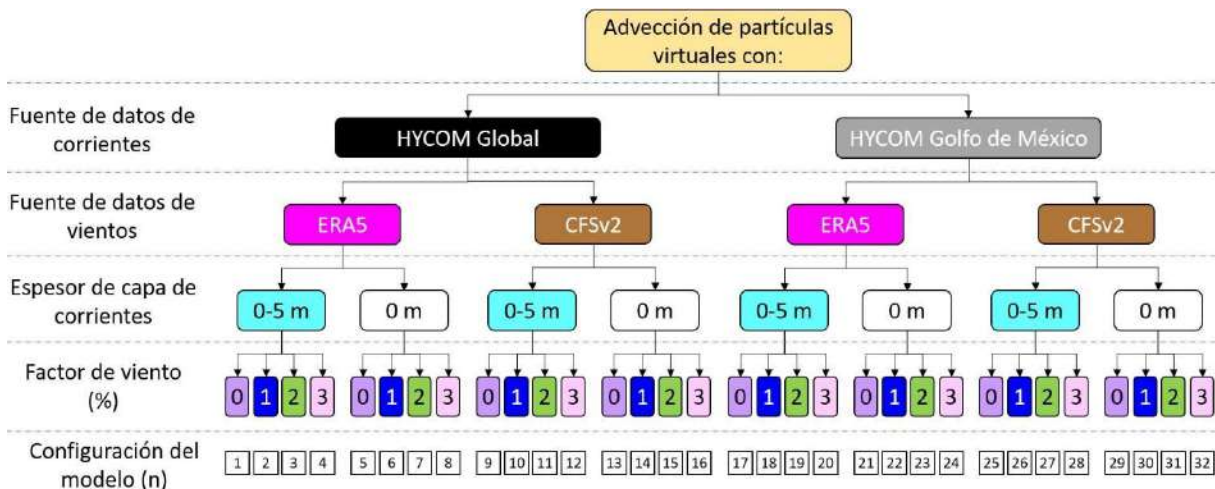 Advección de partículas
virtuales con:
Fuente de datos de
corrientes
HYCOM Global
HYCOM Golfo de México
Fuente de datos de
vientos
ERA5
CFSv2
ERA5
CFSv2
Espesor de capa de
corrientes
0-5 m
0 m
0-5 m
0 m
0-5 m
0 m
0-5 m
0 m
Factor de viento
(%)
0 1 2 3 0 1 2 3 0 1 2 3 0 1 2 3 0 1 2 3 0 1 2 3 0 1 2 3 0 1 2 3
Configuración del
modelo (n)
1 2 3 4 5 6 7 8 9 10 11 12 13 14 15 16 17 18 19 20 21 22 23 24 25 26 27 28 29 30 31 32